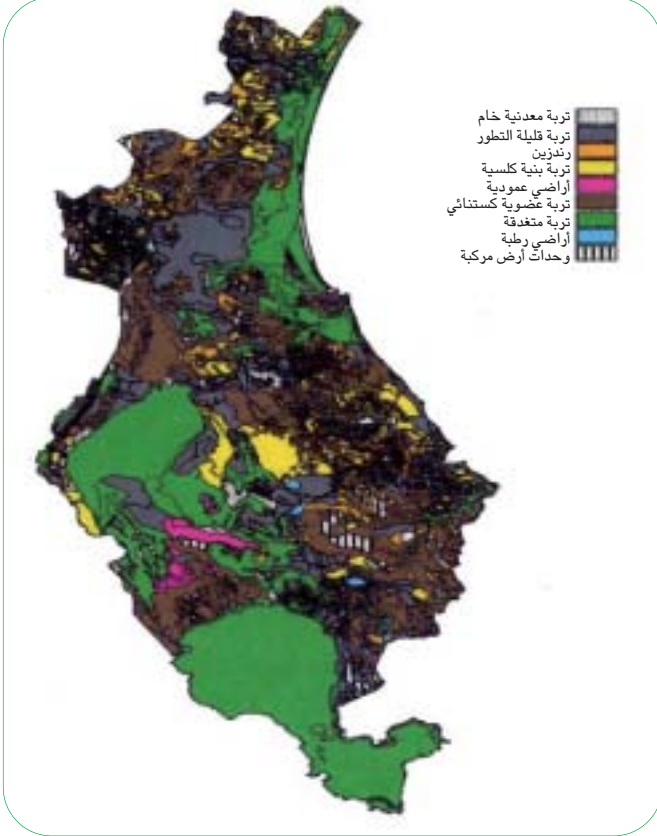 تربة معدنية خام
تربة قليلة التطور
رندزين
تربة بنية كلسية
أراضي عمودية
تربة عضوية كستنائي
تربة متغدقة
أراضي رطبة
وحدات أرض مركبة